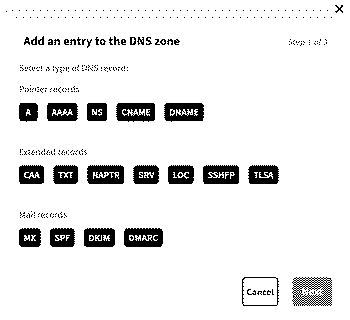 Add an entry to the DNS zone
Step 1 of 3
Select a type of DNS record:
Pointer records
A AAAA NS CNAME DNAME
Extended records
CAA TXT NAPTR SRV LOC SSHFP TLSA
Mail records
MX SPF DKIM DMARC
Cancel Next